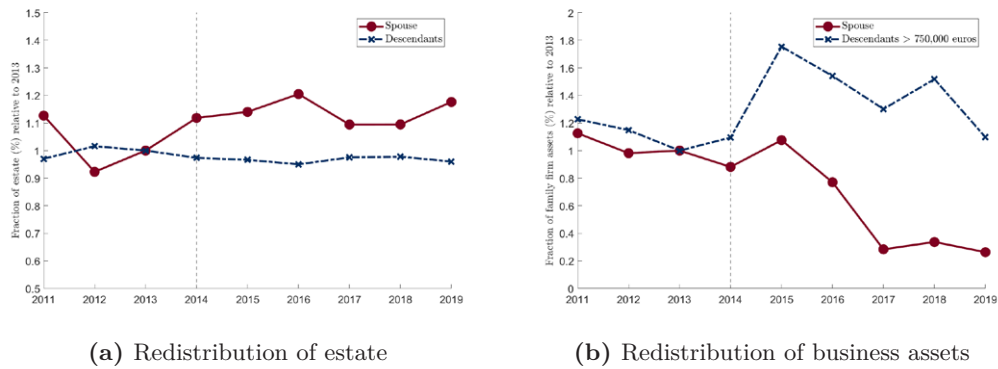 Fraction of estate (%) relative to 2013
1.5
1.4
1.3
1.2
1.1
1
0.9
0.8
0.7
0.6
0.5
2011 2012 2013 2014 2015 2016 2017 2018 2019
Spouse
Descendants
(a) Redistribution of estate
Fraction of family firm assets (%) relative to 2013
2
1.8
1.6
1.4
1.2
1
0.8
0.6
0.4
0.2
0
2011 2012 2013 2014 2015 2016 2017 2018 2019
Spouse
Descendants > 750.000 euros
(b) Redistribution of business assets